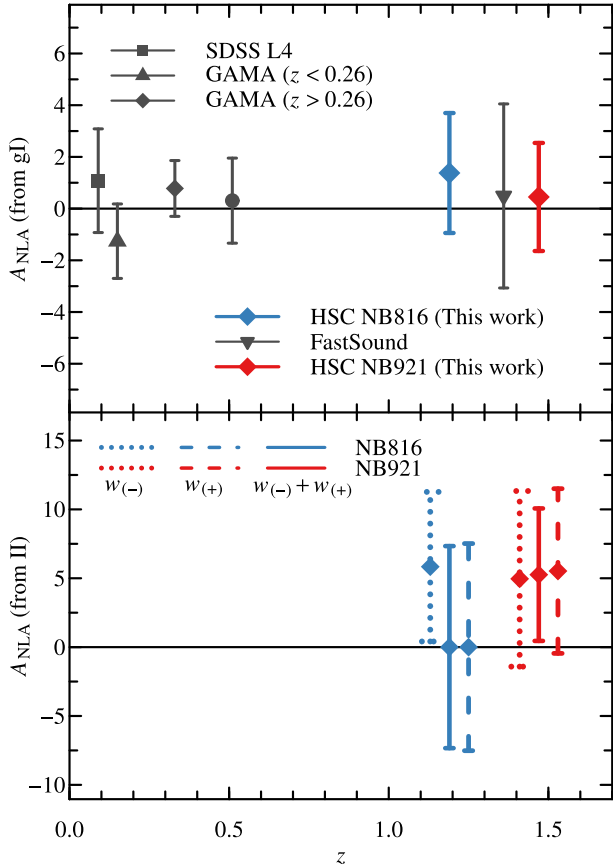 SDSS L4
GAMA (z < 0.26)
GAMA (z > 0.26)
6
4
2
0
−2
−4
−6
A_NLA (from gI)
HSC NB816 (This work)
FastSound
HSC NB921 (This work)
NB816
NB921
w(−) w(+) w(−) + w(+)
15
10
5
0
−5
−10
A_NLA (from II)
0.0 0.5 1.0 1.5
z